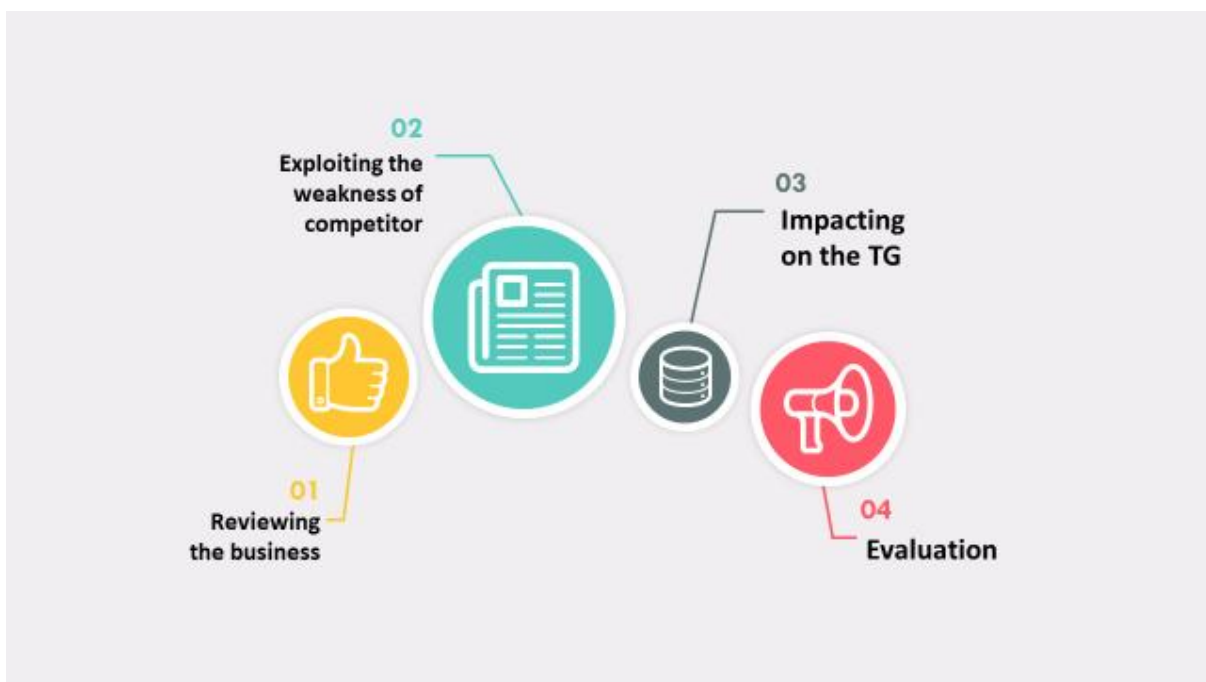 01
Reviewing
the business
02
Exploiting the
weakness of
competitor
03
Impacting
on the TG
04
Evaluation